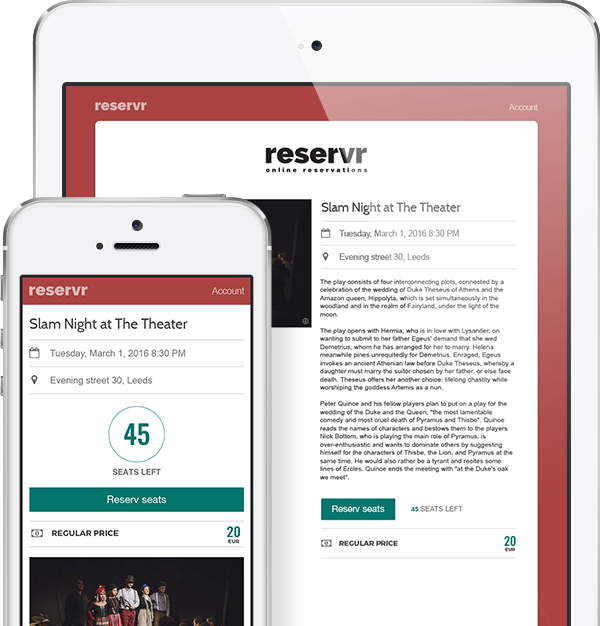 reservr
Account
reservr
online reservations
Slam Night at The Theater
Tuesday, March 1, 2016 8:30 PM
Evening street 30, Leeds
The play consists of four interconnecting plots, connected by a
celebration of the wedding of Duke Theseus of Athens and the
Amazon queen, Hippolyta, which is set simultaneously in the
woodland and in the realm of Fairyland, under the light of the
moon.
The play opens with Hermia, who is in love with Lysander, on
wanting to submit to her father Egeus' demand that she wed
Demetrius, whom he has arranged for her to marry. Helena
meanwhile pines unrequitedly for Demetrius. Enraged, Egeus
invokes an ancient Athenian law before Duke Theseus, whereby a
daughter must marry the suitor chosen by her father, or else face
death. Theseus offers her another choice: lifelong chastity while
worshiping the goddess Artemis as a nun.
Peter Quince and his fellow players plan to put on a play for the
wedding of the Duke and the Queen, "the most lamentable
comedy and most cruel death of Pyramus and Thisbe". Quince
reads the names of characters and bestows them to the players.
Nick Bottom, who is playing the main role of Pyramus, is
over-enthusiastic and wants to dominate others by suggesting
himself for the characters of Thisbe, the Lion, and Pyramus at the
same time. He would also rather be a tyrant and recites some
lines of Ercles. Quince ends the meeting with "at the Duke's oak
we meet".
Reserv seats
45 SEATS LEFT
REGULAR PRICE
20
EUR
reservr
Account
Slam Night at The Theater
Tuesday, March 1, 2016 8:30 PM
Evening street 30, Leeds
45
SEATS LEFT
Reserv seats
REGULAR PRICE
20
EUR